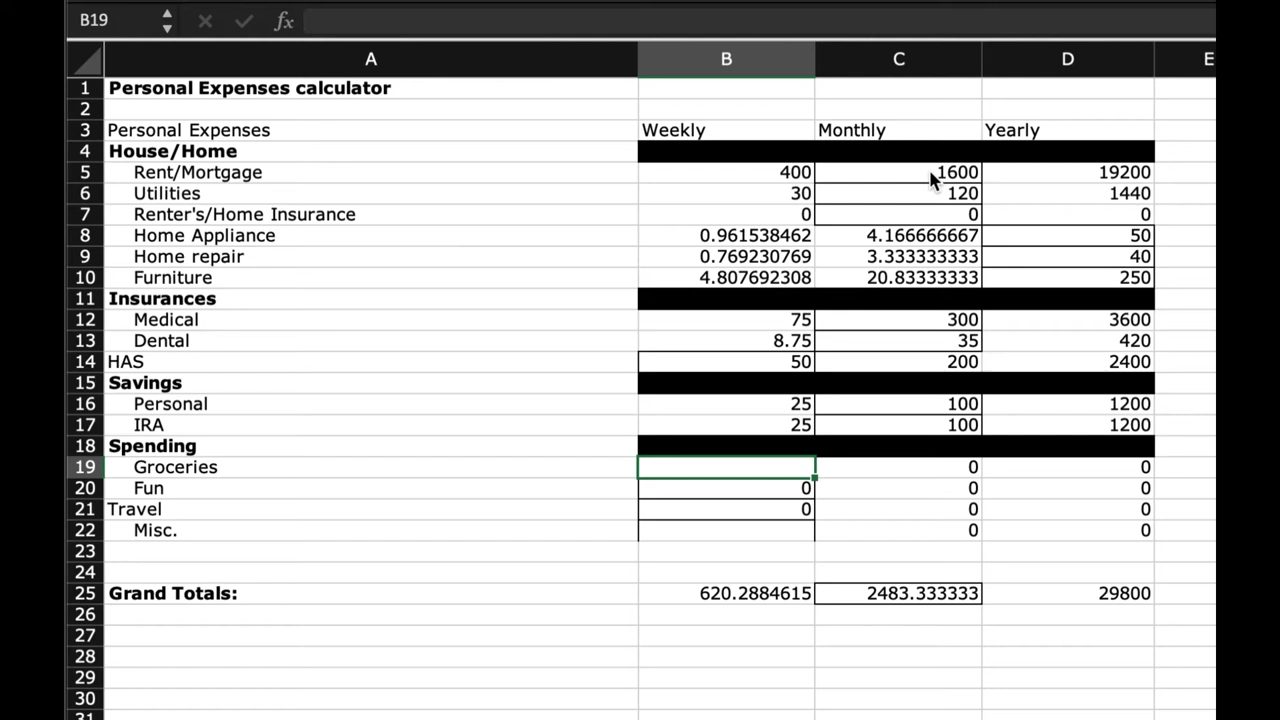 B19 fx
A B C D E
1 Personal Expenses calculator
2
3 Personal Expenses Weekly Monthly Yearly
4 House/Home
5 Rent/Mortgage 400 1600 19200
6 Utilities 30 120 1440
7 Renter's/Home Insurance 0 0 0
8 Home Appliance 0.961538462 4.166666667 50
9 Home repair 0.769230769 3.333333333 40
10 Furniture 4.807692308 20.83333333 250
11 Insurances
12 Medical 75 300 3600
13 Dental 8.75 35 420
14 HAS 50 200 2400
15 Savings
16 Personal 25 100 1200
17 IRA 25 100 1200
18 Spending
19 Groceries 0 0
20 Fun 0 0 0
21 Travel 0 0 0
22 Misc. 0 0
23
24
25 Grand Totals: 620.2884615 2483.333333 29800
26
27
28
29
30
31